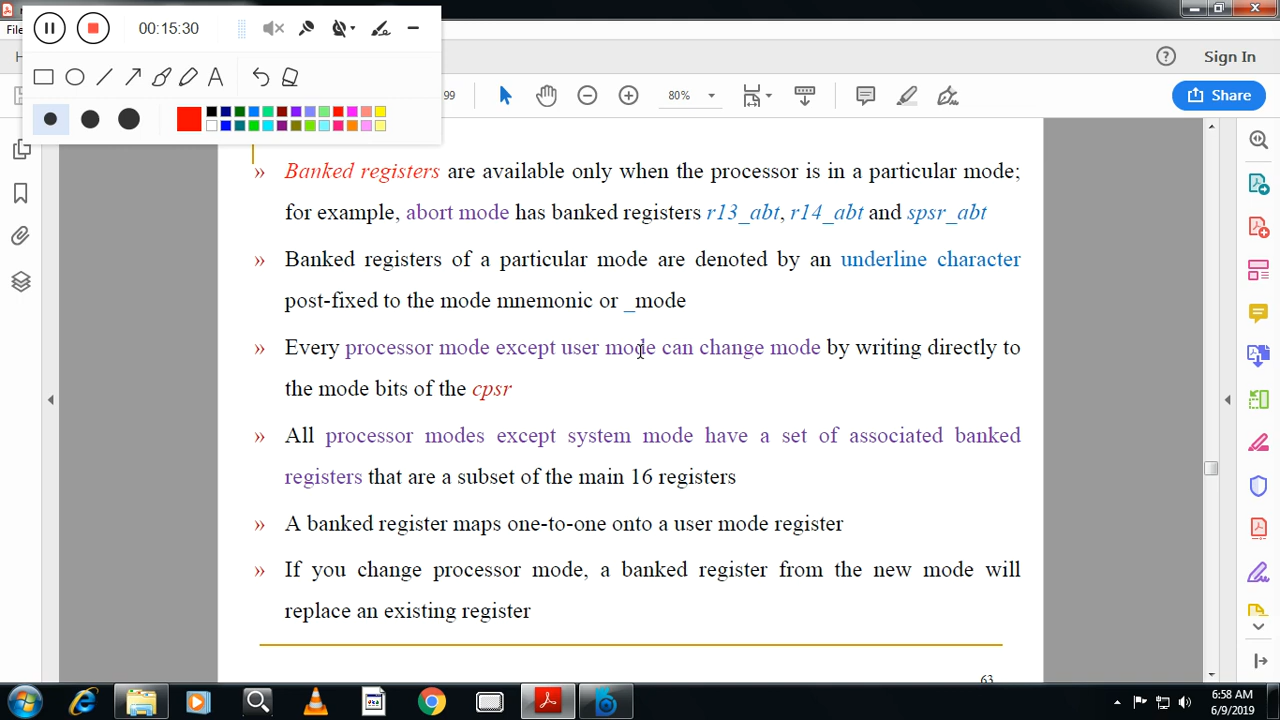 00:15:30
File
Sign In
99
80%
Share
A
» Banked registers are available only when the processor is in a particular mode;
for example, abort mode has banked registers r13_abt, r14_abt and spsr_abt
» Banked registers of a particular mode are denoted by an underline character
post-fixed to the mode mnemonic or _mode
» Every processor mode except user mode can change mode by writing directly to
the mode bits of the cpsr
» All processor modes except system mode have a set of associated banked
registers that are a subset of the main 16 registers
» A banked register maps one-to-one onto a user mode register
» If you change processor mode, a banked register from the new mode will
replace an existing register
63
6:58 AM
6/9/2019